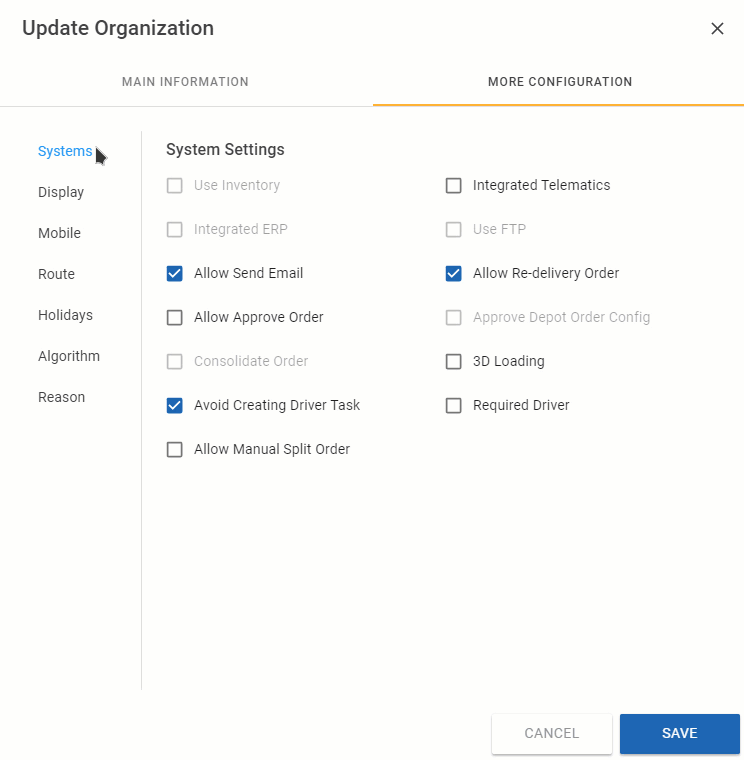 Update Organization
MAIN INFORMATION
MORE CONFIGURATION
Systems
Display
Mobile
Route
Holidays
Algorithm
Reason
System Settings
Use Inventory
Integrated Telematics
Integrated ERP
Use FTP
Allow Send Email
Allow Re-delivery Order
Allow Approve Order
Approve Depot Order Config
Consolidate Order
3D Loading
Avoid Creating Driver Task
Required Driver
Allow Manual Split Order
CANCEL
SAVE